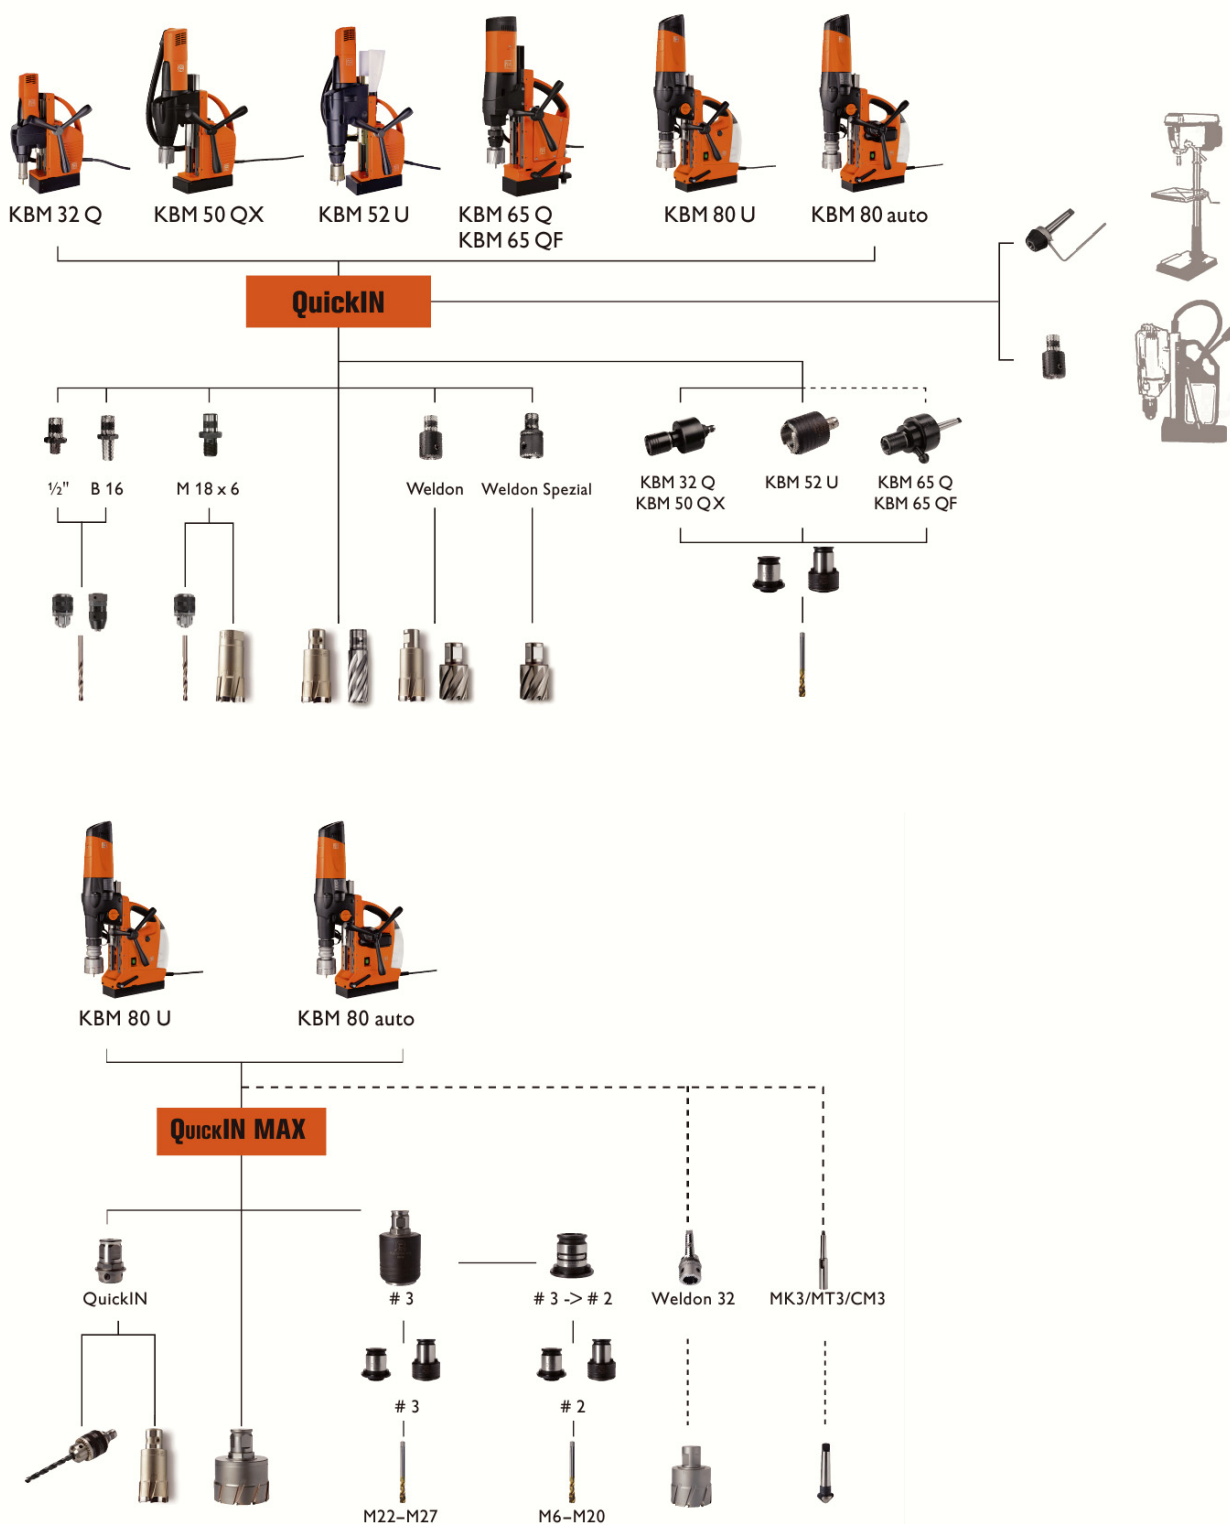 KBM 32 Q
KBM 50 QX
KBM 52 U
KBM 65 Q
KBM 65 QF
KBM 80 U
KBM 80 auto
QuickIN
½"
B 16
M 18 x 6
Weldon
Weldon Spezial
KBM 32 Q
KBM 50 QX
KBM 52 U
KBM 65 Q
KBM 65 QF
KBM 80 U
KBM 80 auto
QUICKIN MAX
QuickIN
# 3
# 3 -> # 2
Weldon 32
MK3/MT3/CM3
# 3
# 2
M22–M27
M6–M20